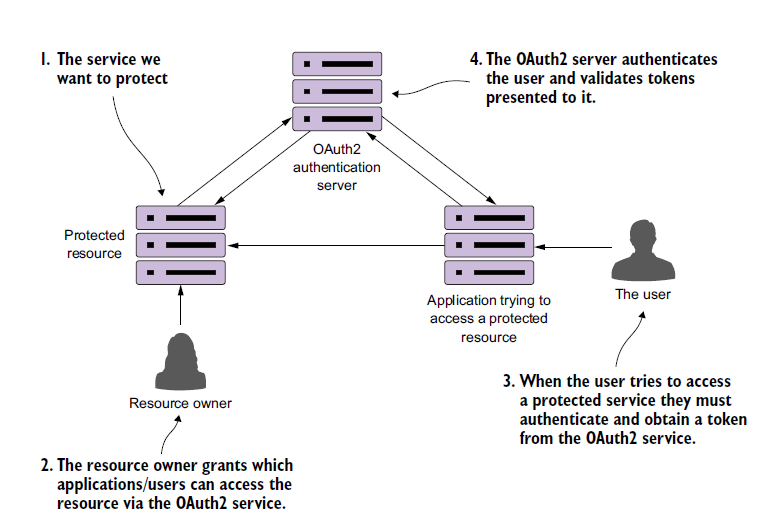 1. The service we
want to protect
4. The OAuth2 server authenticates
the user and validates tokens
presented to it.
OAuth2
authentication
server
Protected
resource
Application trying to
access a protected
resource
The user
Resource owner
3. When the user tries to access
a protected service they must
authenticate and obtain a token
from the OAuth2 service.
2. The resource owner grants which
applications/users can access the
resource via the OAuth2 service.